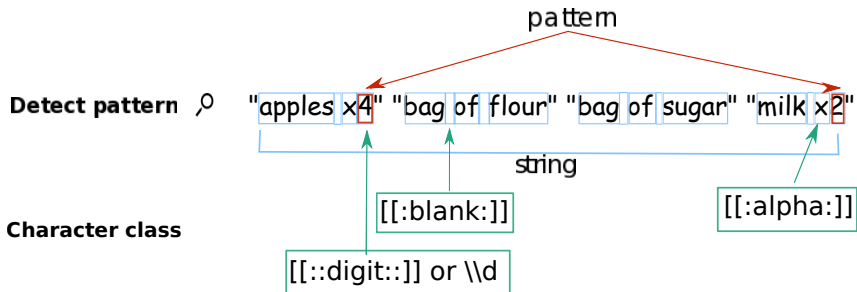 pattern
Detect pattern "apples x4" "bag of flour" "bag of sugar" "milk x2"
string
[[:blank:]]
[[:alpha:]]
Character class
[[::digit::]] or \\d